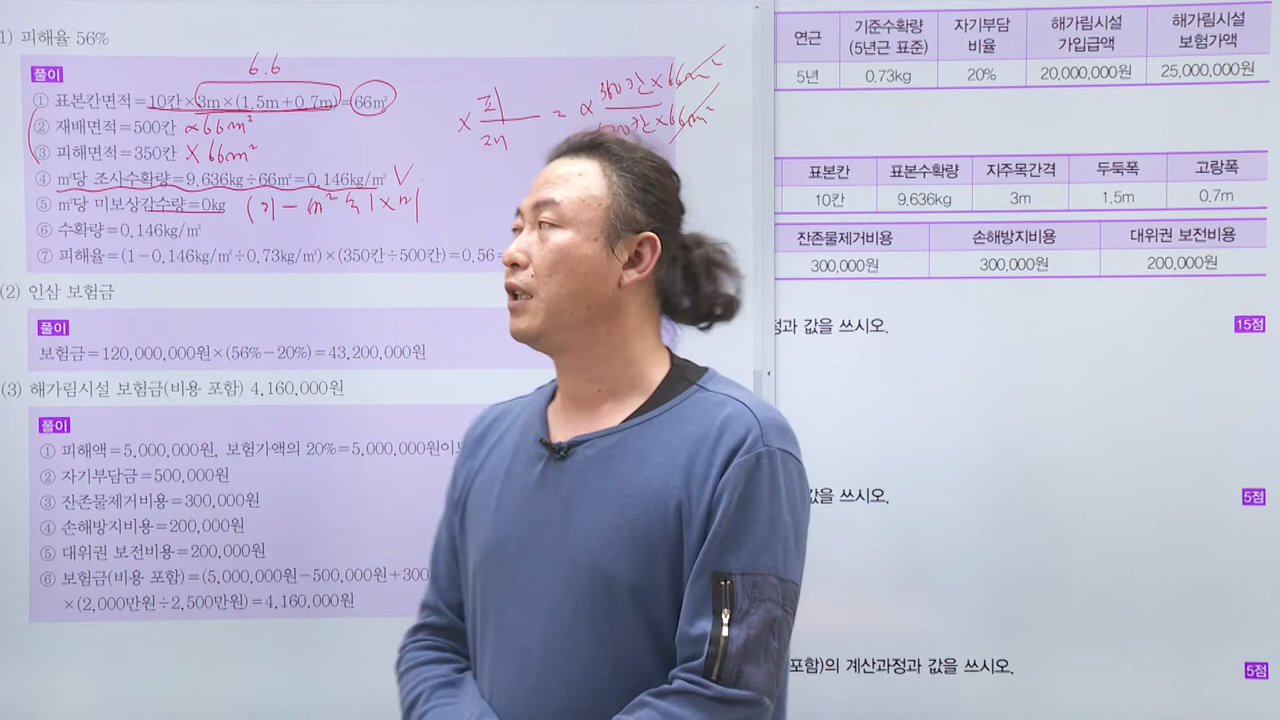 1) 피해율 56%
6.6
풀이
① 표본칸면적=10칸×3m×(1.5m+0.7m)=66㎡
② 재배면적=500칸 ×66m²
③ 피해면적=350칸 ×66m²
④ ㎡당 조사수확량=9.636kg÷66㎡=0.146kg/㎡
⑤ ㎡당 미보상감수량=0kg
⑥ 수확량=0.146kg/㎡
⑦ 피해율=(1-0.146kg/㎡÷0.73kg/㎡)×(350칸÷500칸)=0.56=
(2) 인삼 보험금
풀이
보험금=120,000,000원×(56%-20%)=43,200,000원
(3) 해가림시설 보험금(비용 포함) 4,160,000원
풀이
① 피해액=5,000,000원, 보험가액의 20%=5,000,000원이
② 자기부담금=500,000원
③ 잔존물제거비용=300,000원
④ 손해방지비용=200,000원
⑤ 대위권 보전비용=200,000원
⑥ 보험금(비용 포함)=(5,000,000원-500,000원+300
×(2,000만원÷2,500만원)=4,160,000원
연근 기준수확량 (5년근 표준) 자기부담 비율 해가림시설 가입금액 해가림시설 보험가액
5년 0.73kg 20% 20,000,000원 25,000,000원
표본칸 표본수확량 지주목간격 두둑폭 고랑폭
10칸 9.636kg 3m 1.5m 0.7m
잔존물제거비용 손해방지비용 대위권 보전비용
300,000원 300,000원 200,000원
정과 값을 쓰시오. 15점
값을 쓰시오. 5점
포함)의 계산과정과 값을 쓰시오. 5점